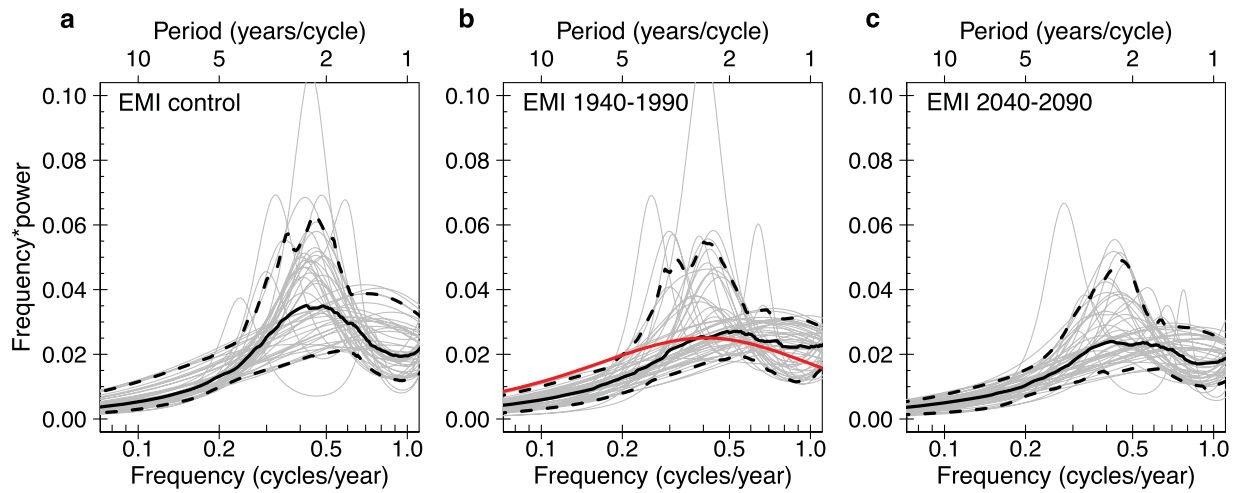 a
Period (years/cycle)
10 5 2 1
EMI control
0.10
0.08
0.06
0.04
0.02
0.00
Frequency*power
0.1 0.2 0.5 1.0
Frequency (cycles/year)
b
Period (years/cycle)
10 5 2 1
EMI 1940-1990
0.10
0.08
0.06
0.04
0.02
0.00
0.1 0.2 0.5 1.0
Frequency (cycles/year)
c
Period (years/cycle)
10 5 2 1
EMI 2040-2090
0.10
0.08
0.06
0.04
0.02
0.00
0.1 0.2 0.5 1.0
Frequency (cycles/year)